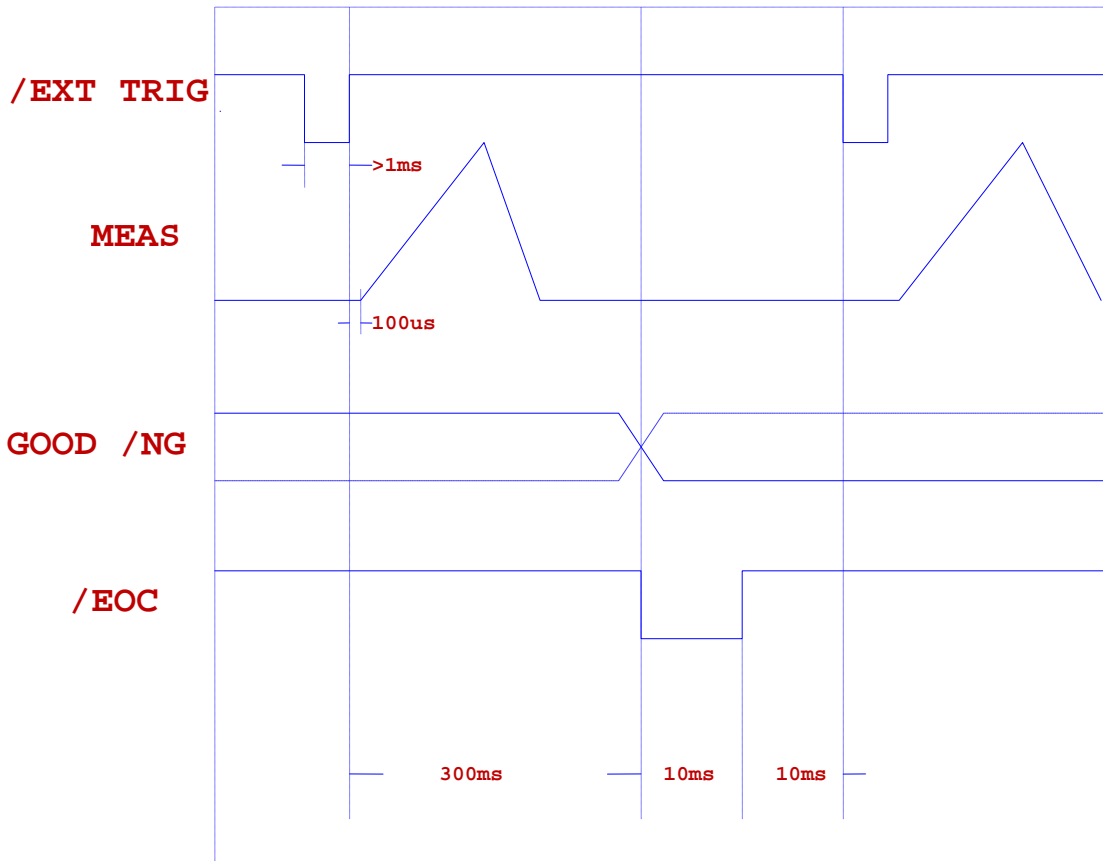 /EXT TRIG
>1ms
MEAS
100us
GOOD /NG
/EOC
300ms
10ms
10ms